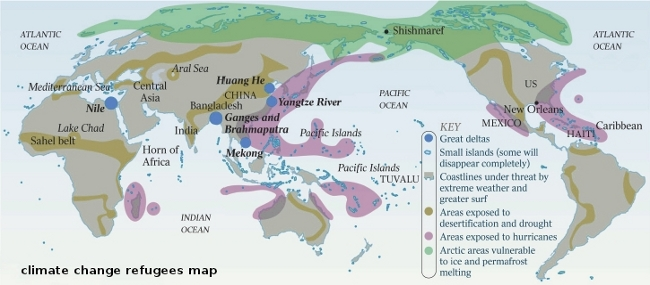 ATLANTIC
OCEAN
Shishmaref
ATLANTIC
OCEAN
Aral Sea
Mediterranean Sea
Central
Asia
Huang He
CHINA
Nile
Bangladesh
Yangtze River
PACIFIC
OCEAN
US
New Orleans
MEXICO
HAITI
Caribbean
Lake Chad
Sahel belt
India
Ganges and
Brahmaputra
Pacific Islands
Horn of
Africa
Mekong
Pacific Islands
TUVALU
INDIAN
OCEAN
KEY
Great deltas
Small islands (some will
disappear completely)
Coastlines under threat by
extreme weather and
greater surf
Areas exposed to
desertification and drought
Areas exposed to hurricanes
Arctic areas vulnerable
to ice and permafrost
melting
climate change refugees map